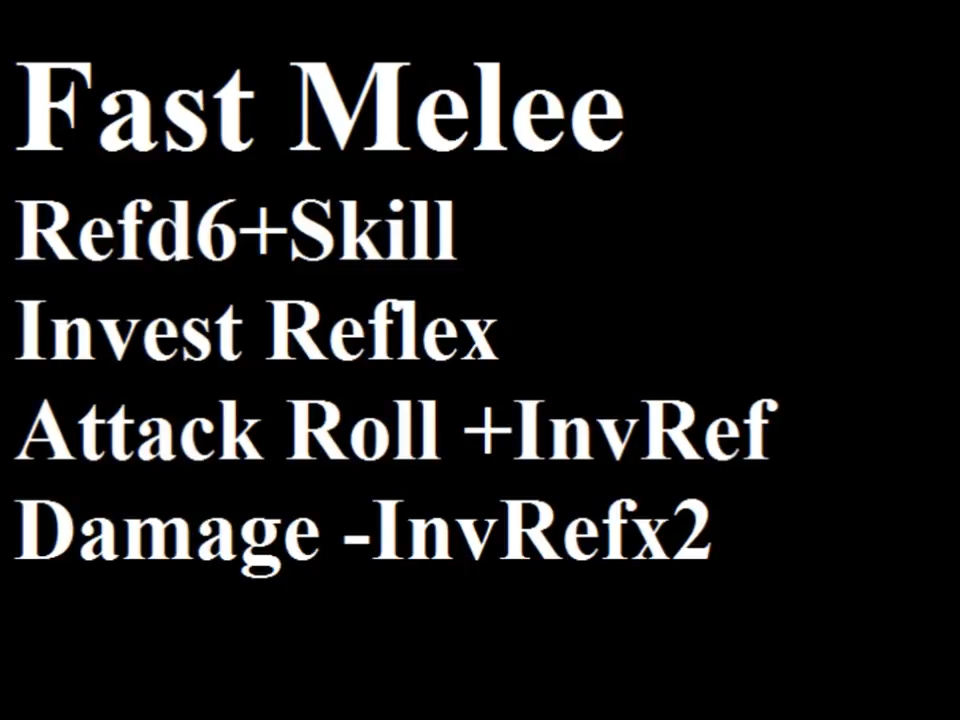 Fast Melee
Refd6+Skill
Invest Reflex
Attack Roll +InvRef
Damage -InvRefx2